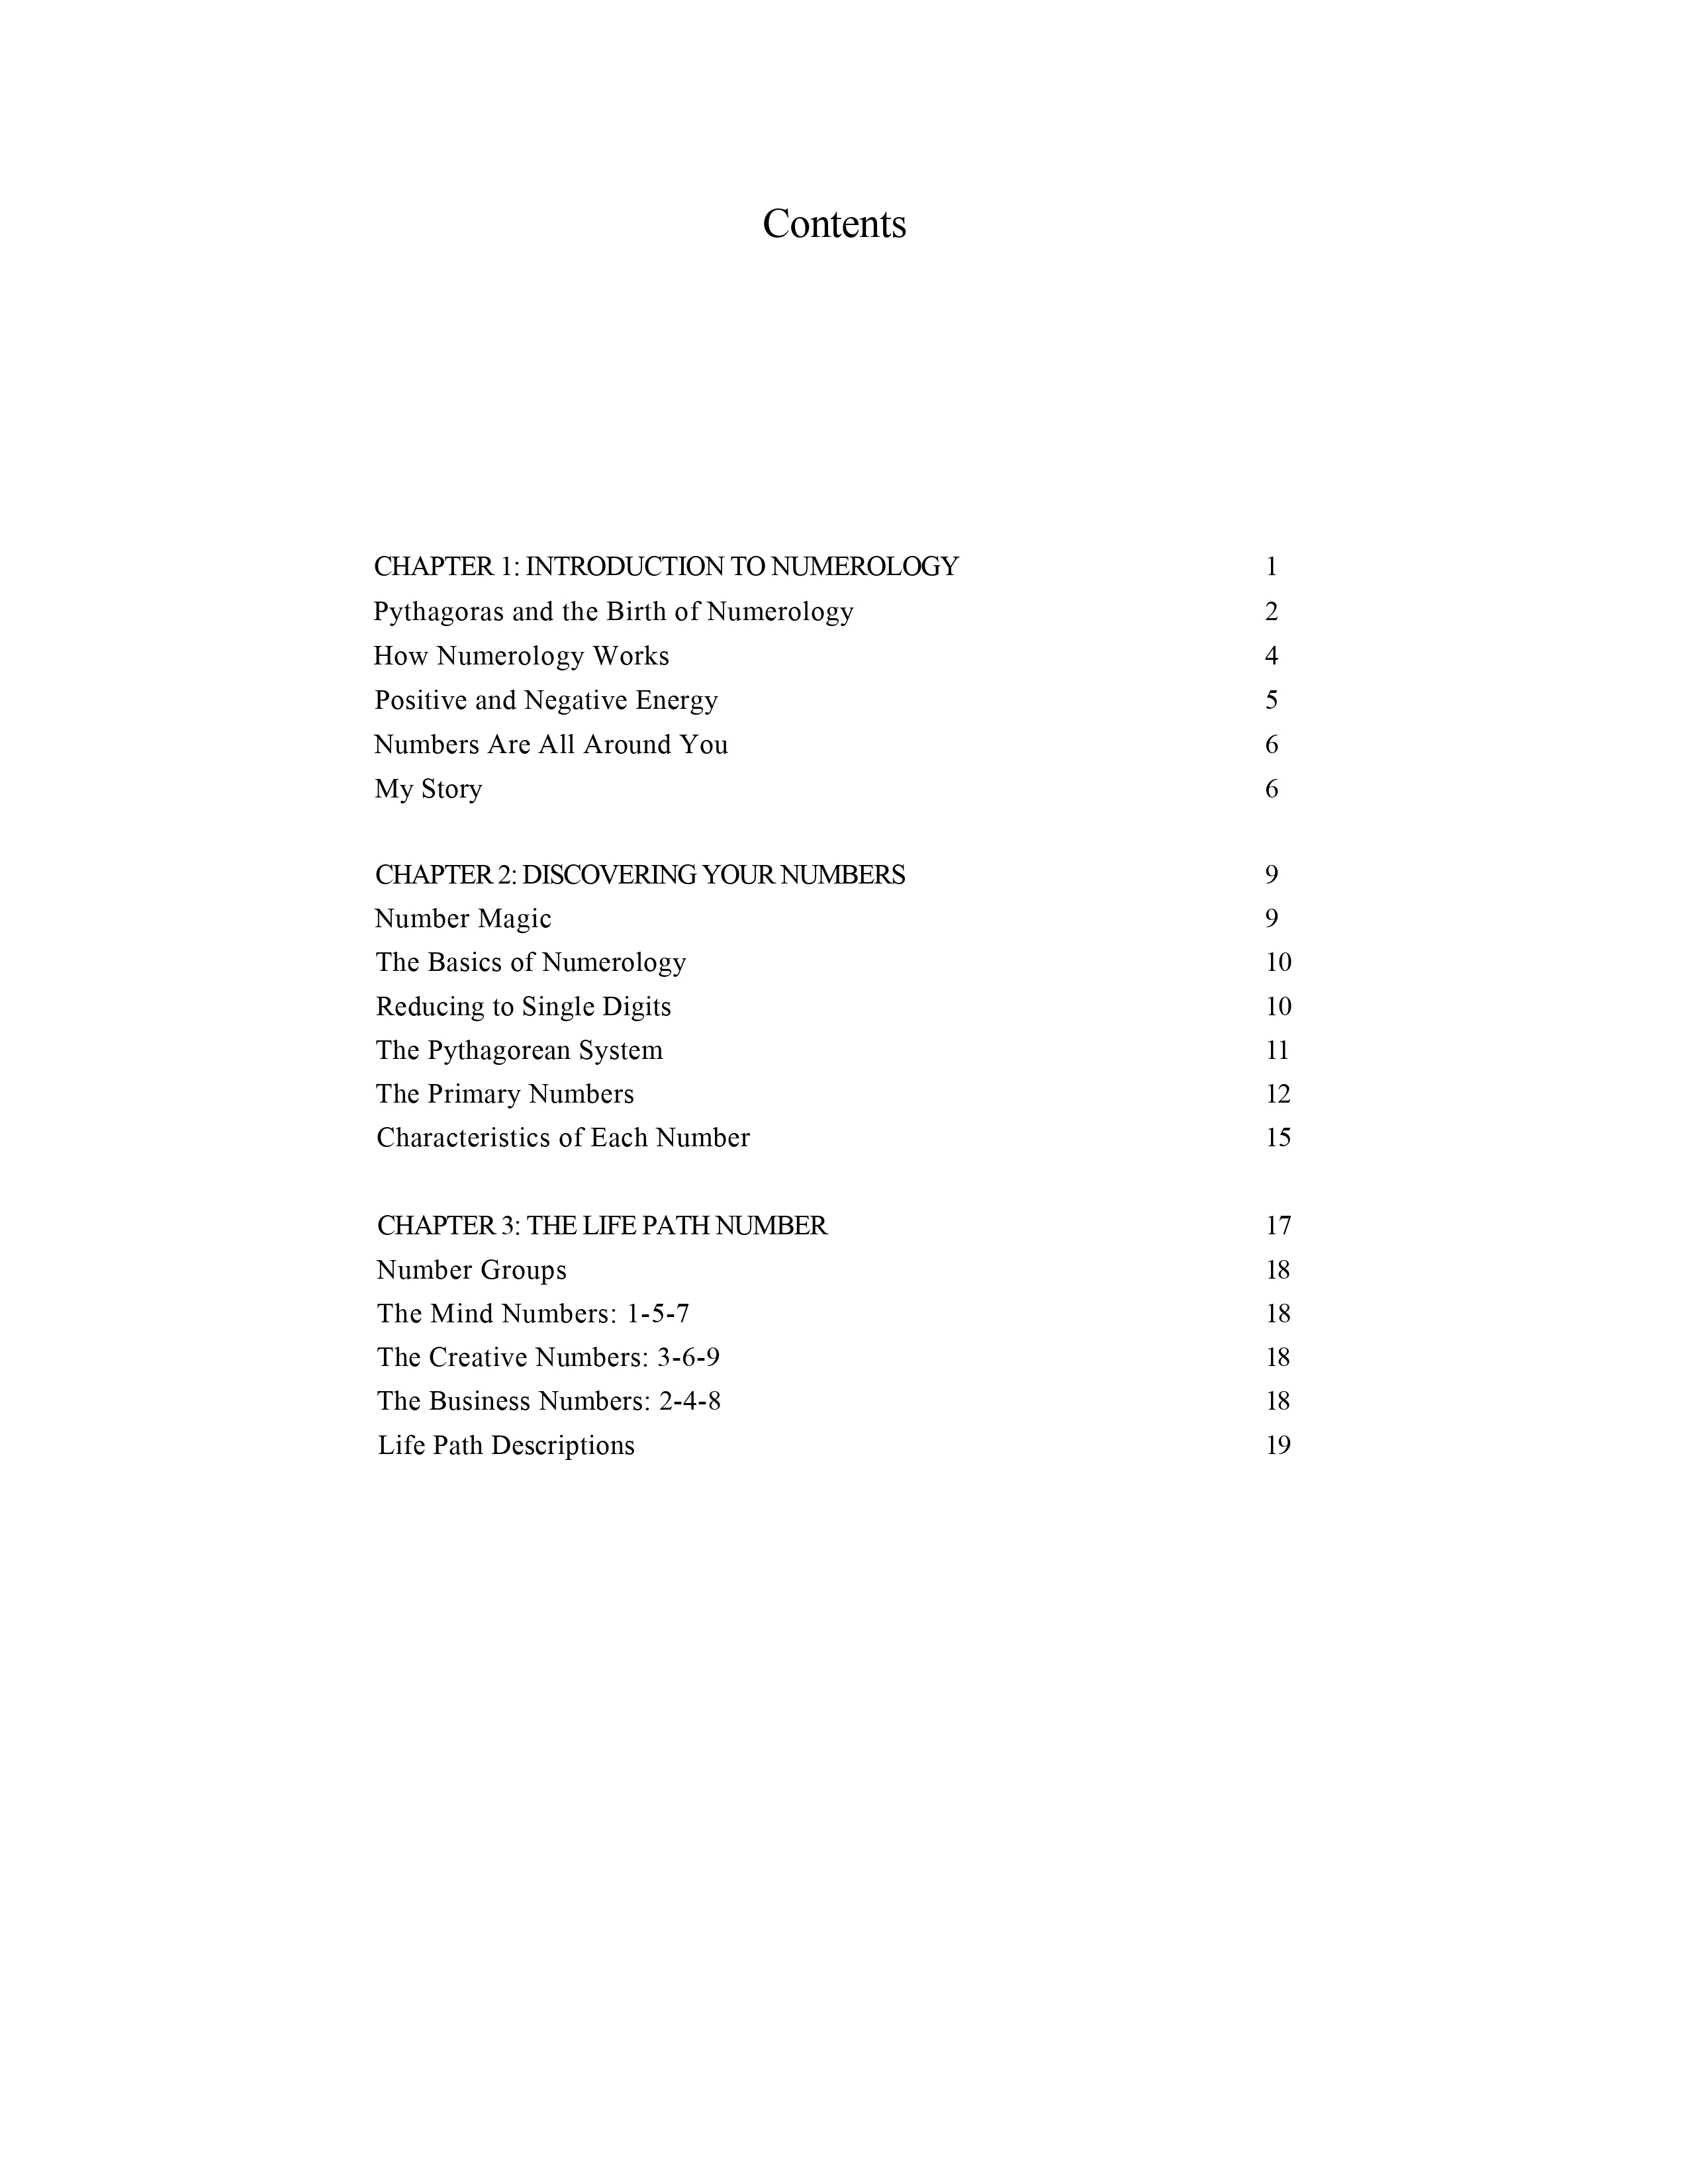 Contents
CHAPTER 1: INTRODUCTION TO NUMEROLOGY 1
Pythagoras and the Birth of Numerology 2
How Numerology Works 4
Positive and Negative Energy 5
Numbers Are All Around You 6
My Story 6
CHAPTER 2: DISCOVERING YOUR NUMBERS 9
Number Magic 9
The Basics of Numerology 10
Reducing to Single Digits 10
The Pythagorean System 11
The Primary Numbers 12
Characteristics of Each Number 15
CHAPTER 3: THE LIFE PATH NUMBER 17
Number Groups 18
The Mind Numbers: 1-5-7 18
The Creative Numbers: 3-6-9 18
The Business Numbers: 2-4-8 18
Life Path Descriptions 19